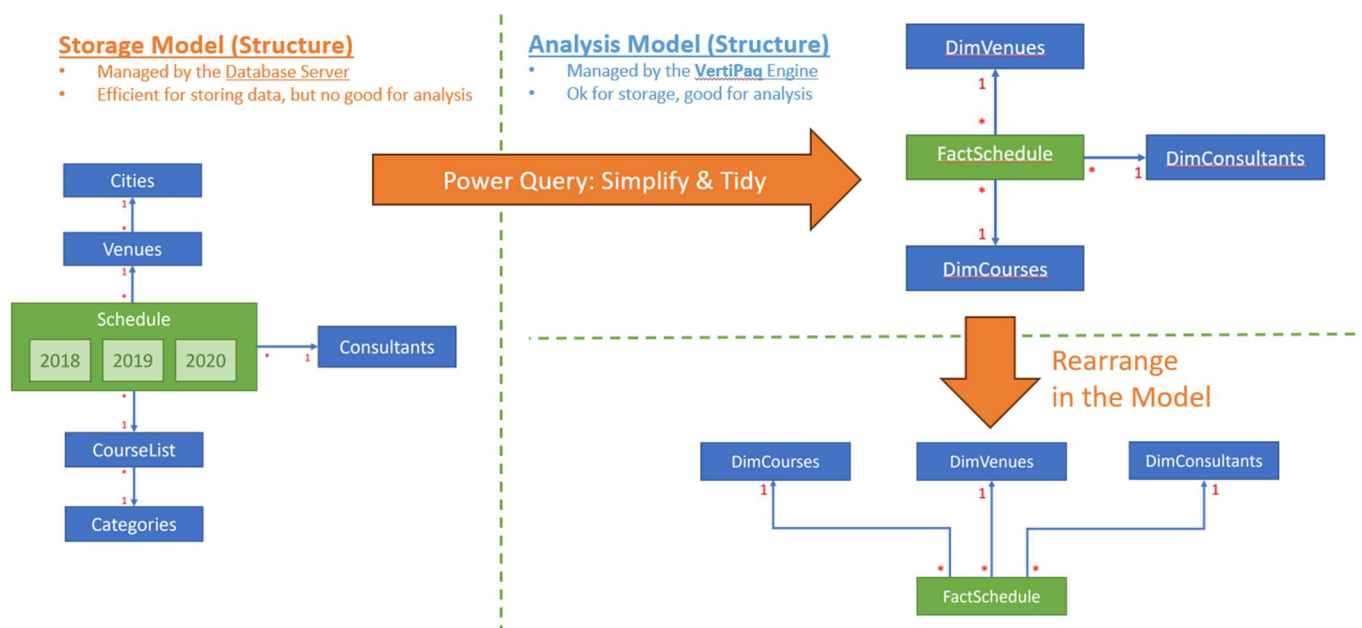 Storage Model (Structure)
• Managed by the Database Server
• Efficient for storing data, but no good for analysis
Cities
1
*
Venues
1
*
Schedule
2018 2019 2020
* 1
Consultants
*
1
CourseList
*
1
Categories
Analysis Model (Structure)
• Managed by the VertiPaq Engine
• Ok for storage, good for analysis
Power Query: Simplify & Tidy
DimVenues
1
*
FactSchedule
* 1
DimConsultants
*
1
DimCourses
Rearrange
in the Model
DimCourses
DimVenues
DimConsultants
1 1 1
* * *
FactSchedule